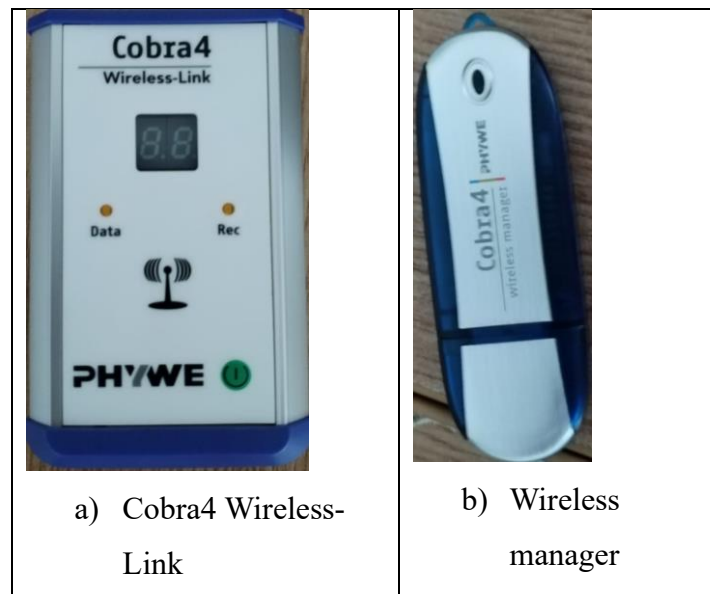 Cobra4
Wireless-Link
8.8
Data
Rec
PHYWE
a) Cobra4 Wireless-
Link
Cobra4 PHYWE
wireless manager
b) Wireless
manager